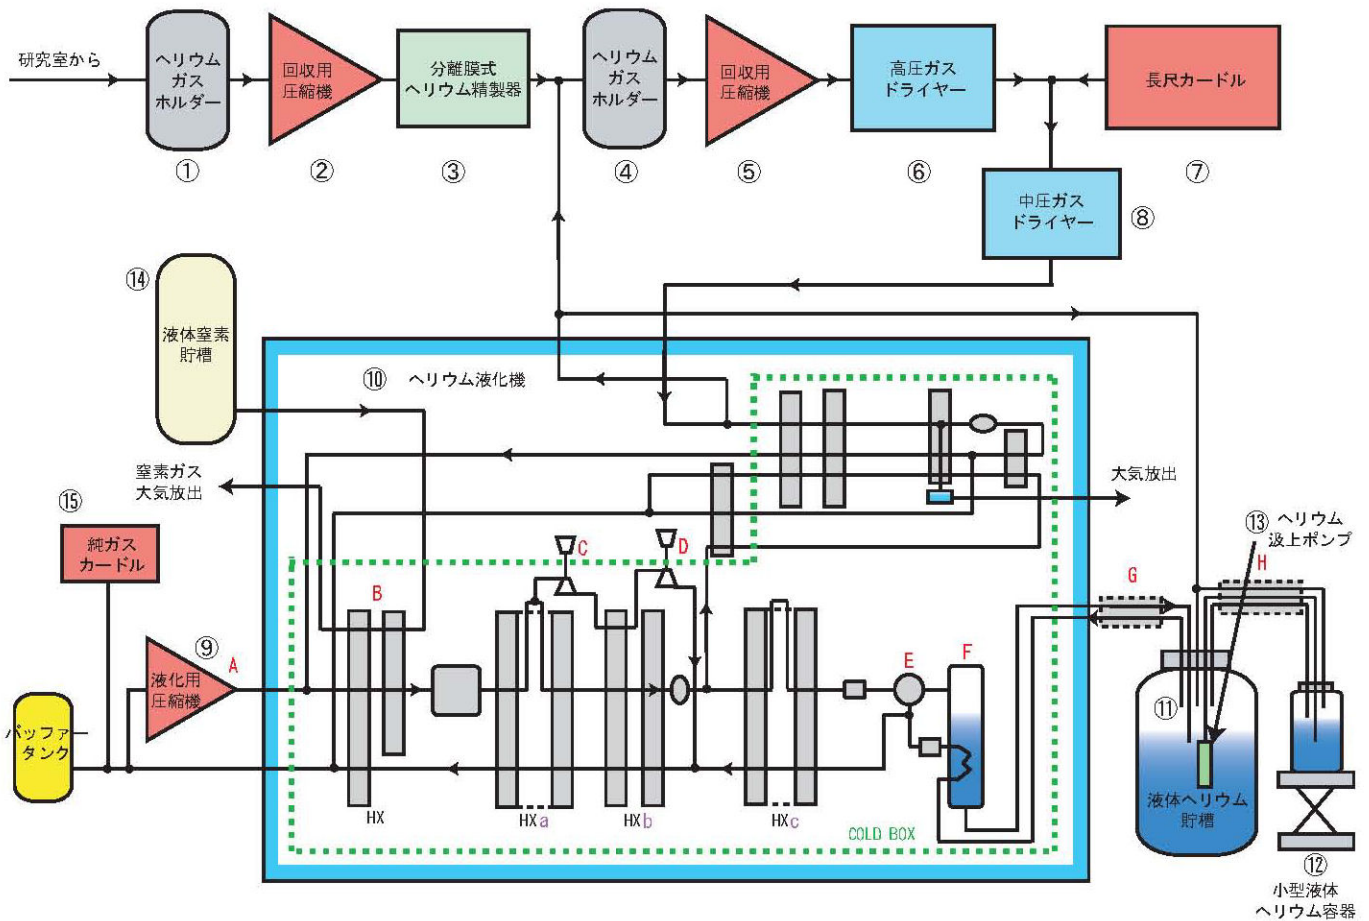 研究室から
ヘリウム
ガス
ホルダー
①
回収用
圧縮機
②
分離膜式
ヘリウム精製器
③
ヘリウム
ガス
ホルダー
④
回収用
圧縮機
⑤
高圧ガス
ドライヤー
⑥
長尺カードル
⑦
中圧ガス
ドライヤー
⑧
⑭
液体窒素
貯槽
⑩ ヘリウム液化機
窒素ガス
大気放出
大気放出
⑮
純ガス
カードル
⑬ ヘリウム
汲上ポンプ
B
C
D
G
H
⑨
A
液化用
圧縮機
E
F
バッファー
タンク
⑪
液体ヘリウム
貯槽
HX
HXa
HXb
HXc
COLD BOX
⑫
小型液体
ヘリウム容器